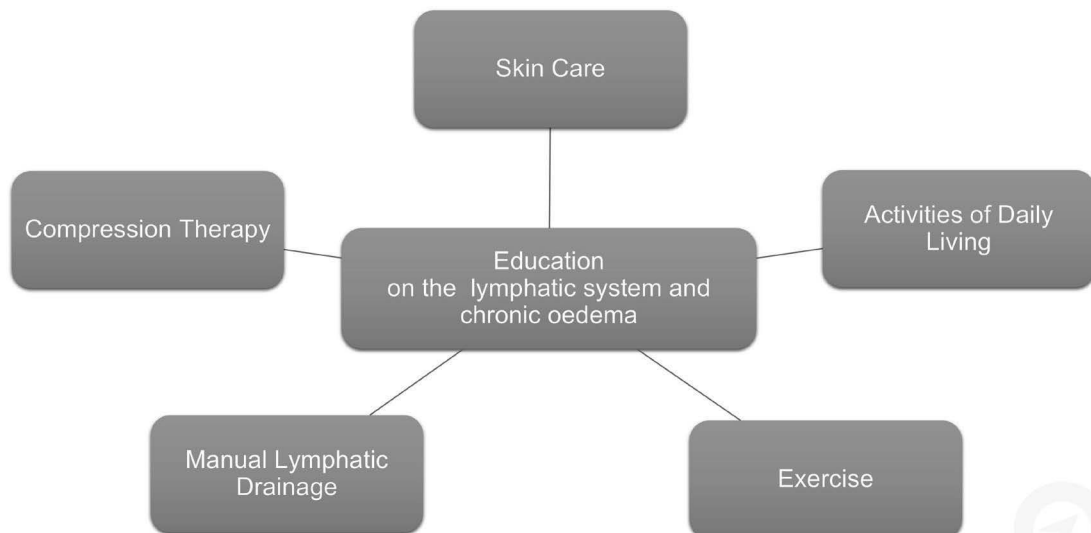 Skin Care
Compression Therapy
Activities of Daily
Living
Education
on the lymphatic system and
chronic oedema
Manual Lymphatic
Drainage
Exercise